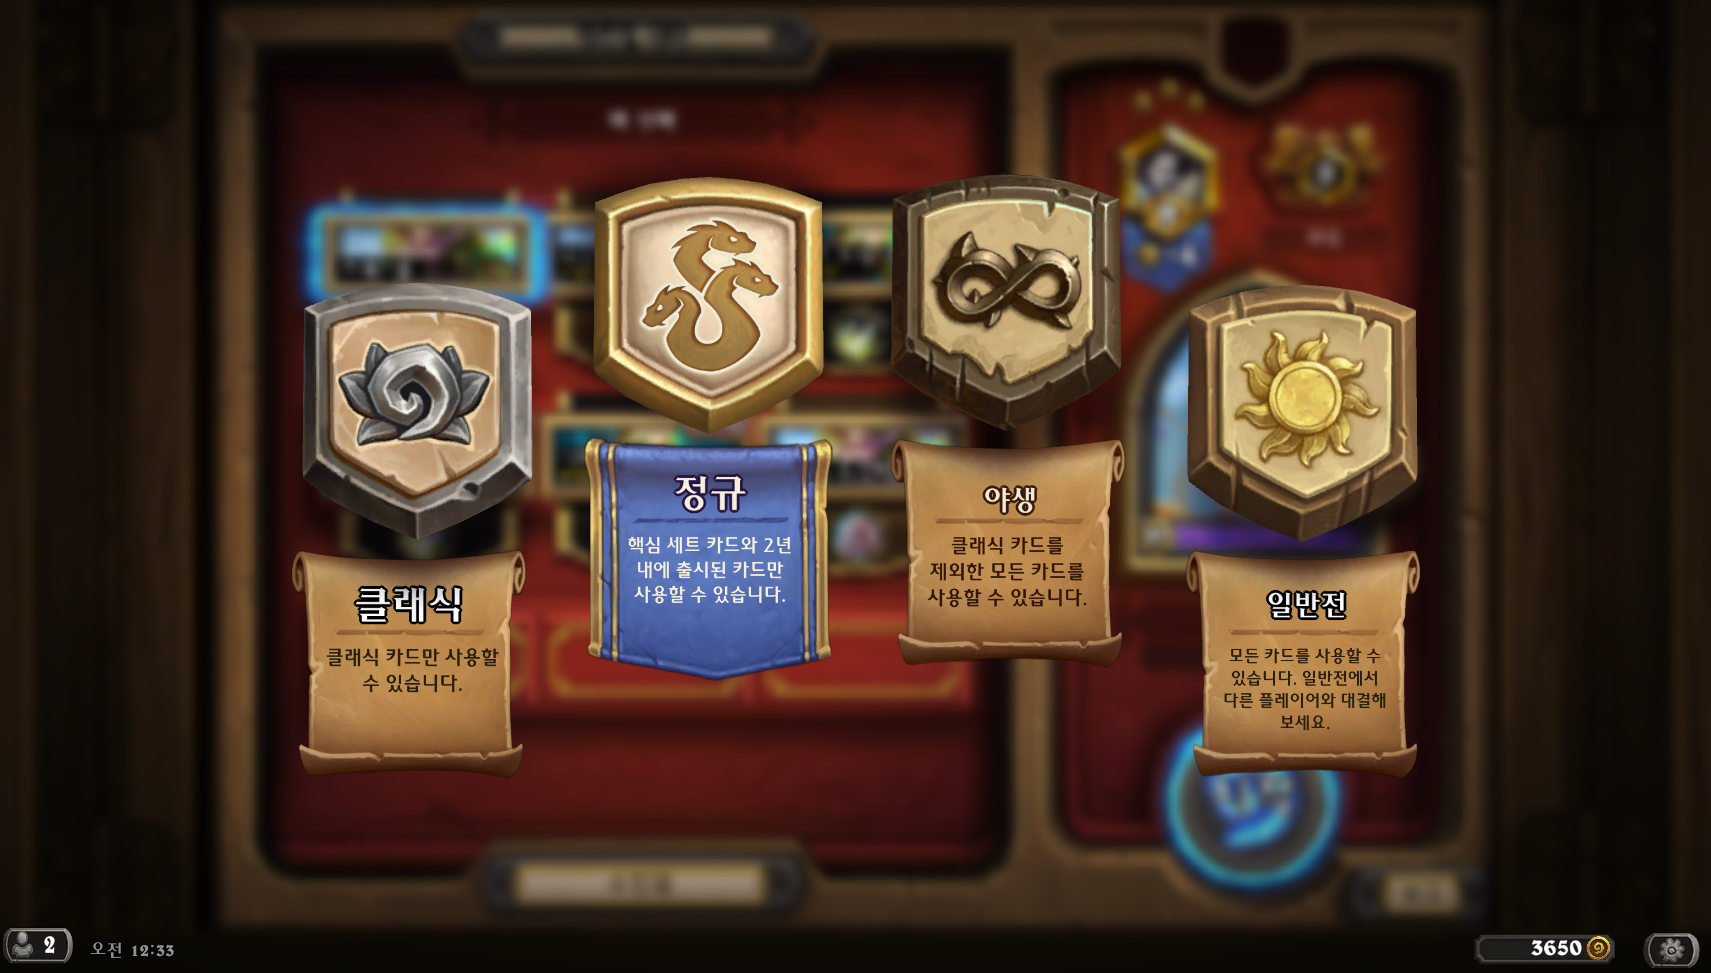 클래식
클래식 카드만 사용할
수 있습니다.
정규
핵심 세트 카드와 2년
내에 출시된 카드만
사용할 수 있습니다.
야생
클래식 카드를
제외한 모든 카드를
사용할 수 있습니다.
일반전
모든 카드를 사용할 수
있습니다. 일반전에서
다른 플레이어와 대결해
보세요.
2
오전 12:33
3650